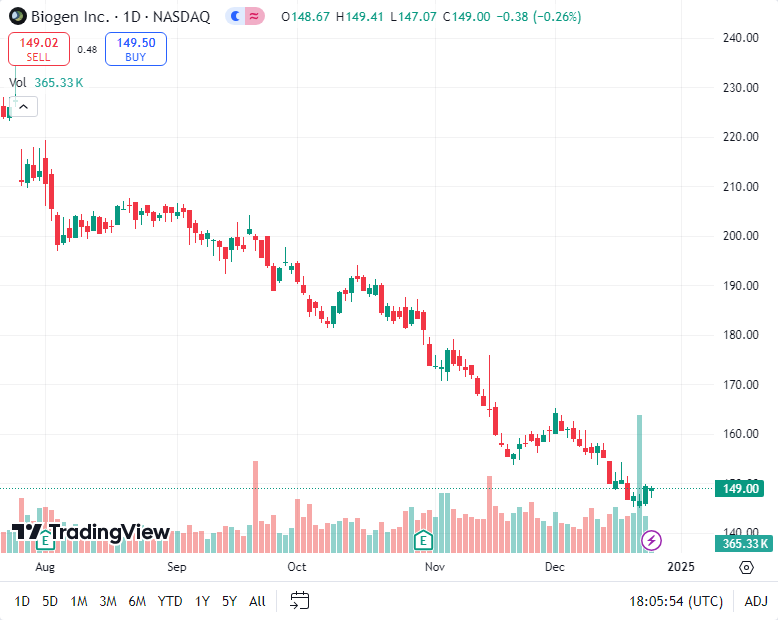 Biogen Inc. · 1D · NASDAQ O148.67 H149.41 L147.07 C149.00 −0.38 (−0.26%)
149.02 SELL 0.48 149.50 BUY
Vol 365.33 K
240.00
230.00
220.00
210.00
200.00
190.00
180.00
170.00
160.00
149.00
140.00
365.33 K
TradingView
E E
Aug Sep Oct Nov Dec 2025
1D 5D 1M 3M 6M YTD 1Y 5Y All 18:05:54 (UTC) ADJ